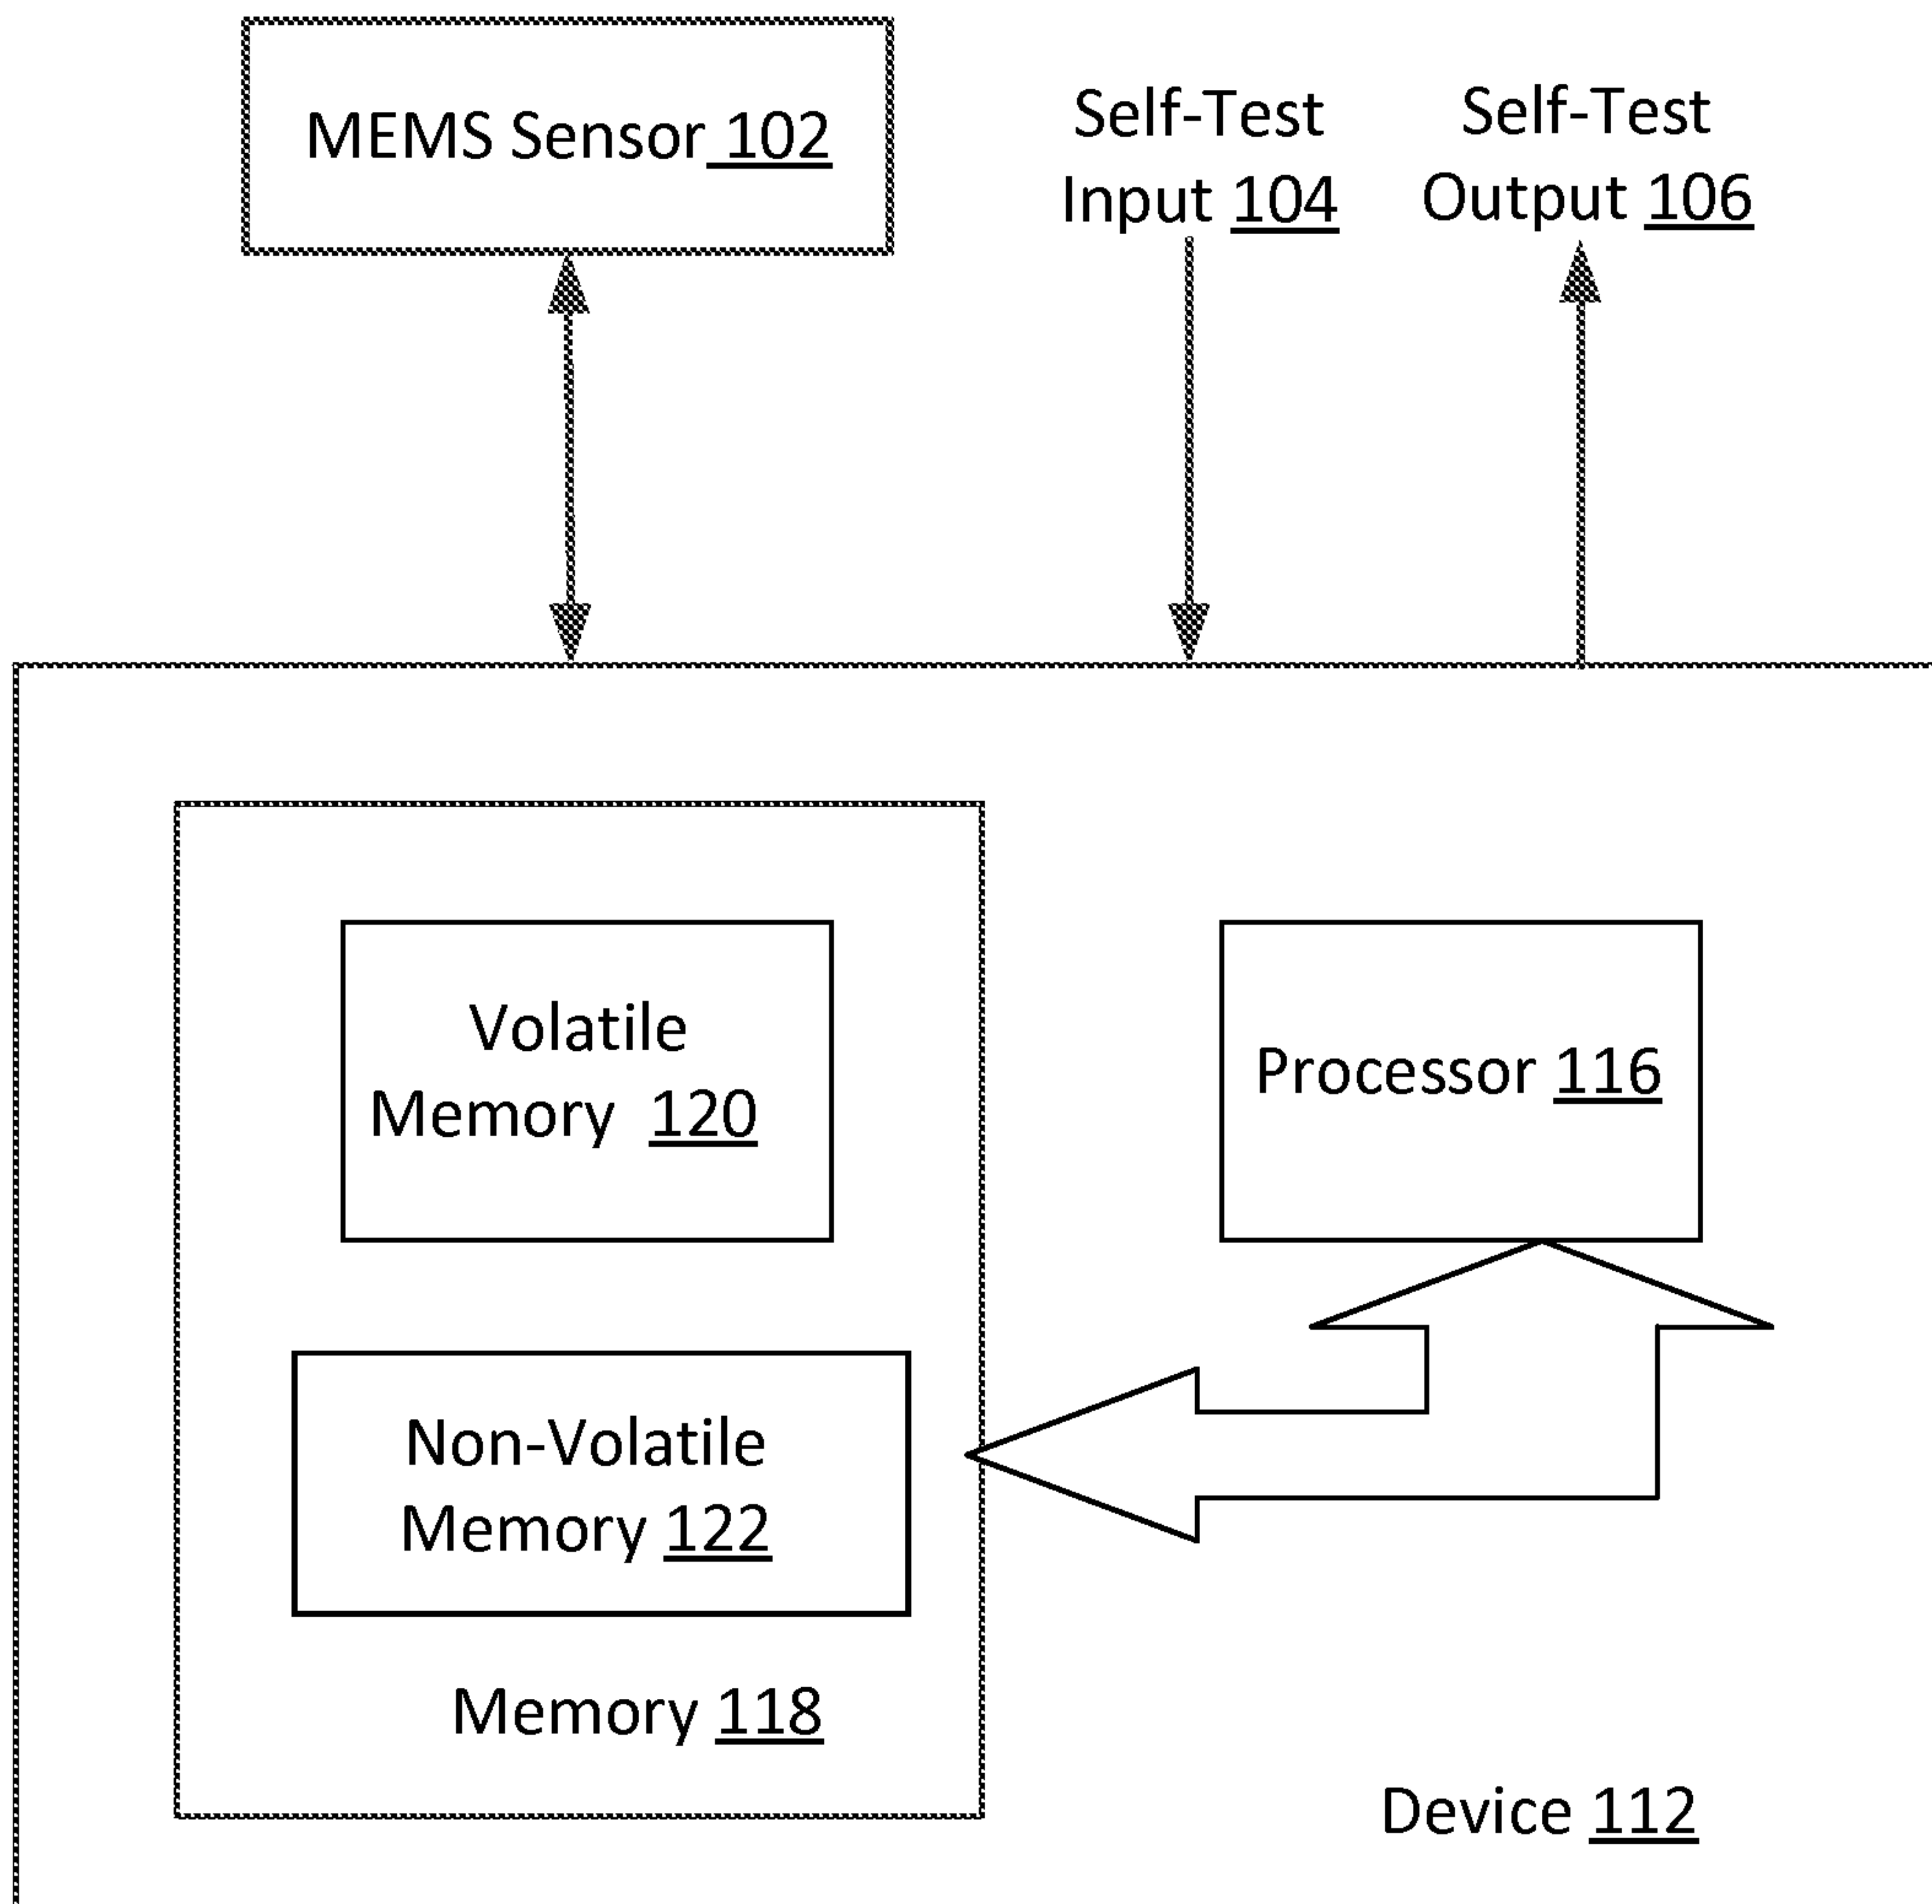 MEMS Sensor 102
Self-Test
Input 104
Self-Test
Output 106
Volatile
Memory 120
Processor 116
Non-Volatile
Memory 122
Memory 118
Device 112